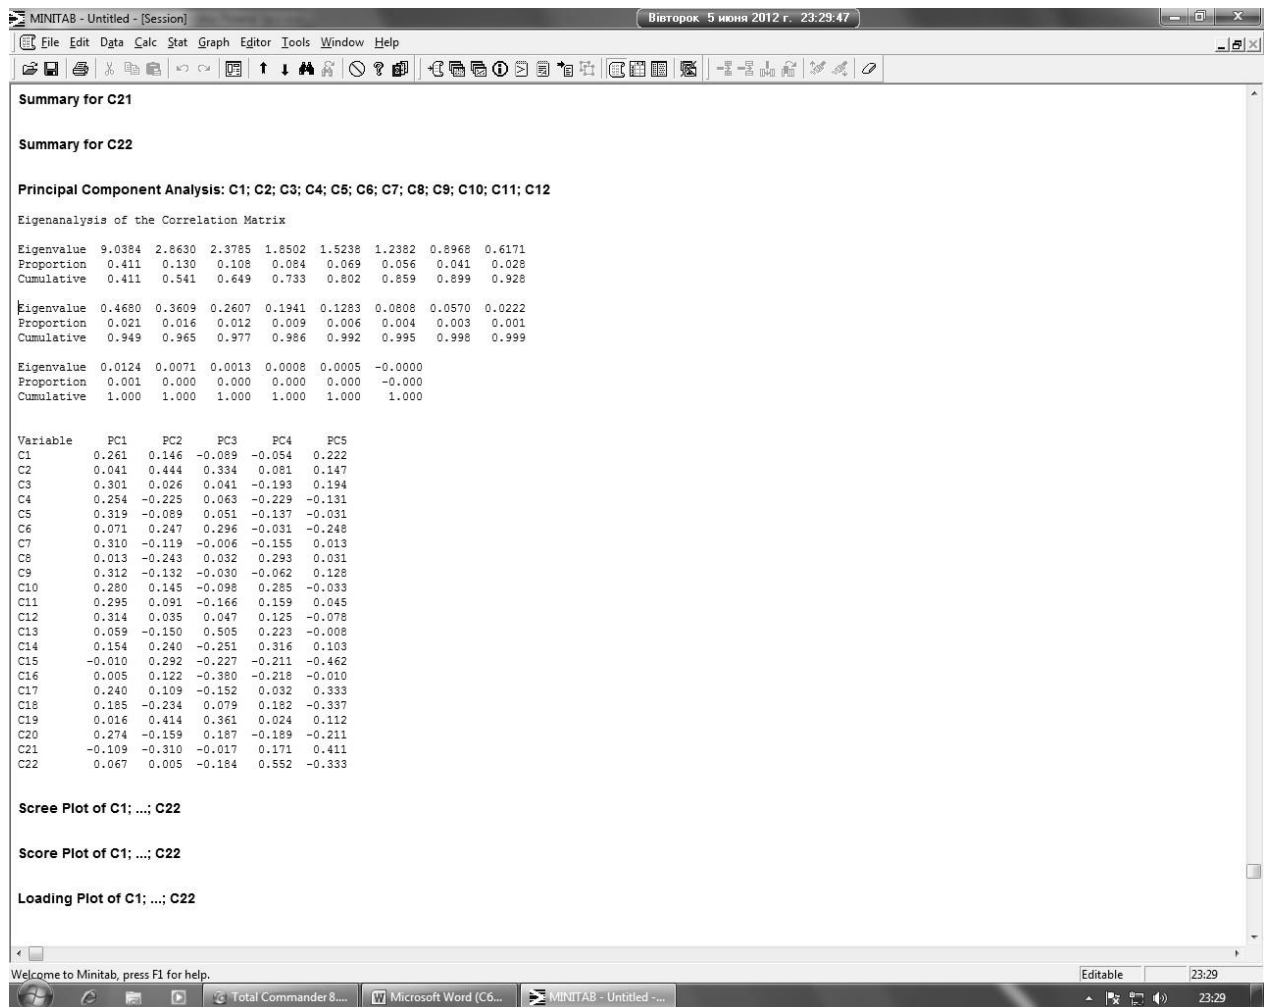 MINITAB - Untitled - [Session]
Вівторок 5 июня 2012 г. 23:29:47
File Edit Data Calc Stat Graph Editor Tools Window Help
Summary for C21
Summary for C22
Principal Component Analysis: C1; C2; C3; C4; C5; C6; C7; C8; C9; C10; C11; C12
Eigenanalysis of the Correlation Matrix
Eigenvalue 9.0384 2.8630 2.3785 1.8502 1.5238 1.2382 0.8968 0.6171
Proportion 0.411 0.130 0.108 0.084 0.069 0.056 0.041 0.028
Cumulative 0.411 0.541 0.649 0.733 0.802 0.859 0.899 0.928
Eigenvalue 0.4680 0.3609 0.2607 0.1941 0.1283 0.0808 0.0570 0.0222
Proportion 0.021 0.016 0.012 0.009 0.006 0.004 0.003 0.001
Cumulative 0.949 0.965 0.977 0.986 0.992 0.995 0.998 0.999
Eigenvalue 0.0124 0.0071 0.0013 0.0008 0.0005 -0.0000
Proportion 0.001 0.000 0.000 0.000 0.000 -0.000
Cumulative 1.000 1.000 1.000 1.000 1.000 1.000
Variable PC1 PC2 PC3 PC4 PC5
C1 0.261 0.146 -0.089 -0.054 0.222
C2 0.041 0.444 0.334 0.081 0.147
C3 0.301 0.026 0.041 -0.193 0.194
C4 0.254 -0.225 0.063 -0.229 -0.131
C5 0.319 -0.089 0.051 -0.137 -0.031
C6 0.071 0.247 0.296 -0.031 -0.248
C7 0.310 -0.119 -0.006 -0.155 0.013
C8 0.013 -0.243 0.032 0.293 0.031
C9 0.312 -0.132 -0.030 -0.062 0.128
C10 0.280 0.145 -0.098 0.285 -0.033
C11 0.295 0.091 -0.166 0.159 0.045
C12 0.314 0.035 0.047 0.125 -0.078
C13 0.059 -0.150 0.505 0.223 -0.008
C14 0.154 0.240 -0.251 0.316 0.103
C15 -0.010 0.292 -0.227 -0.211 -0.462
C16 0.005 0.122 -0.380 -0.218 -0.010
C17 0.240 0.109 -0.152 0.032 0.333
C18 0.185 -0.234 0.079 0.182 -0.337
C19 0.016 0.414 0.361 0.024 0.112
C20 0.274 -0.159 0.187 -0.189 -0.211
C21 -0.109 -0.310 -0.017 0.171 0.411
C22 0.067 0.005 -0.184 0.552 -0.333
Scree Plot of C1; ...; C22
Score Plot of C1; ...; C22
Loading Plot of C1; ...; C22
Welcome to Minitab, press F1 for help.
Editable 23:29
Total Commander 8.... Microsoft Word (C6... MINITAB - Untitled -... 23:29